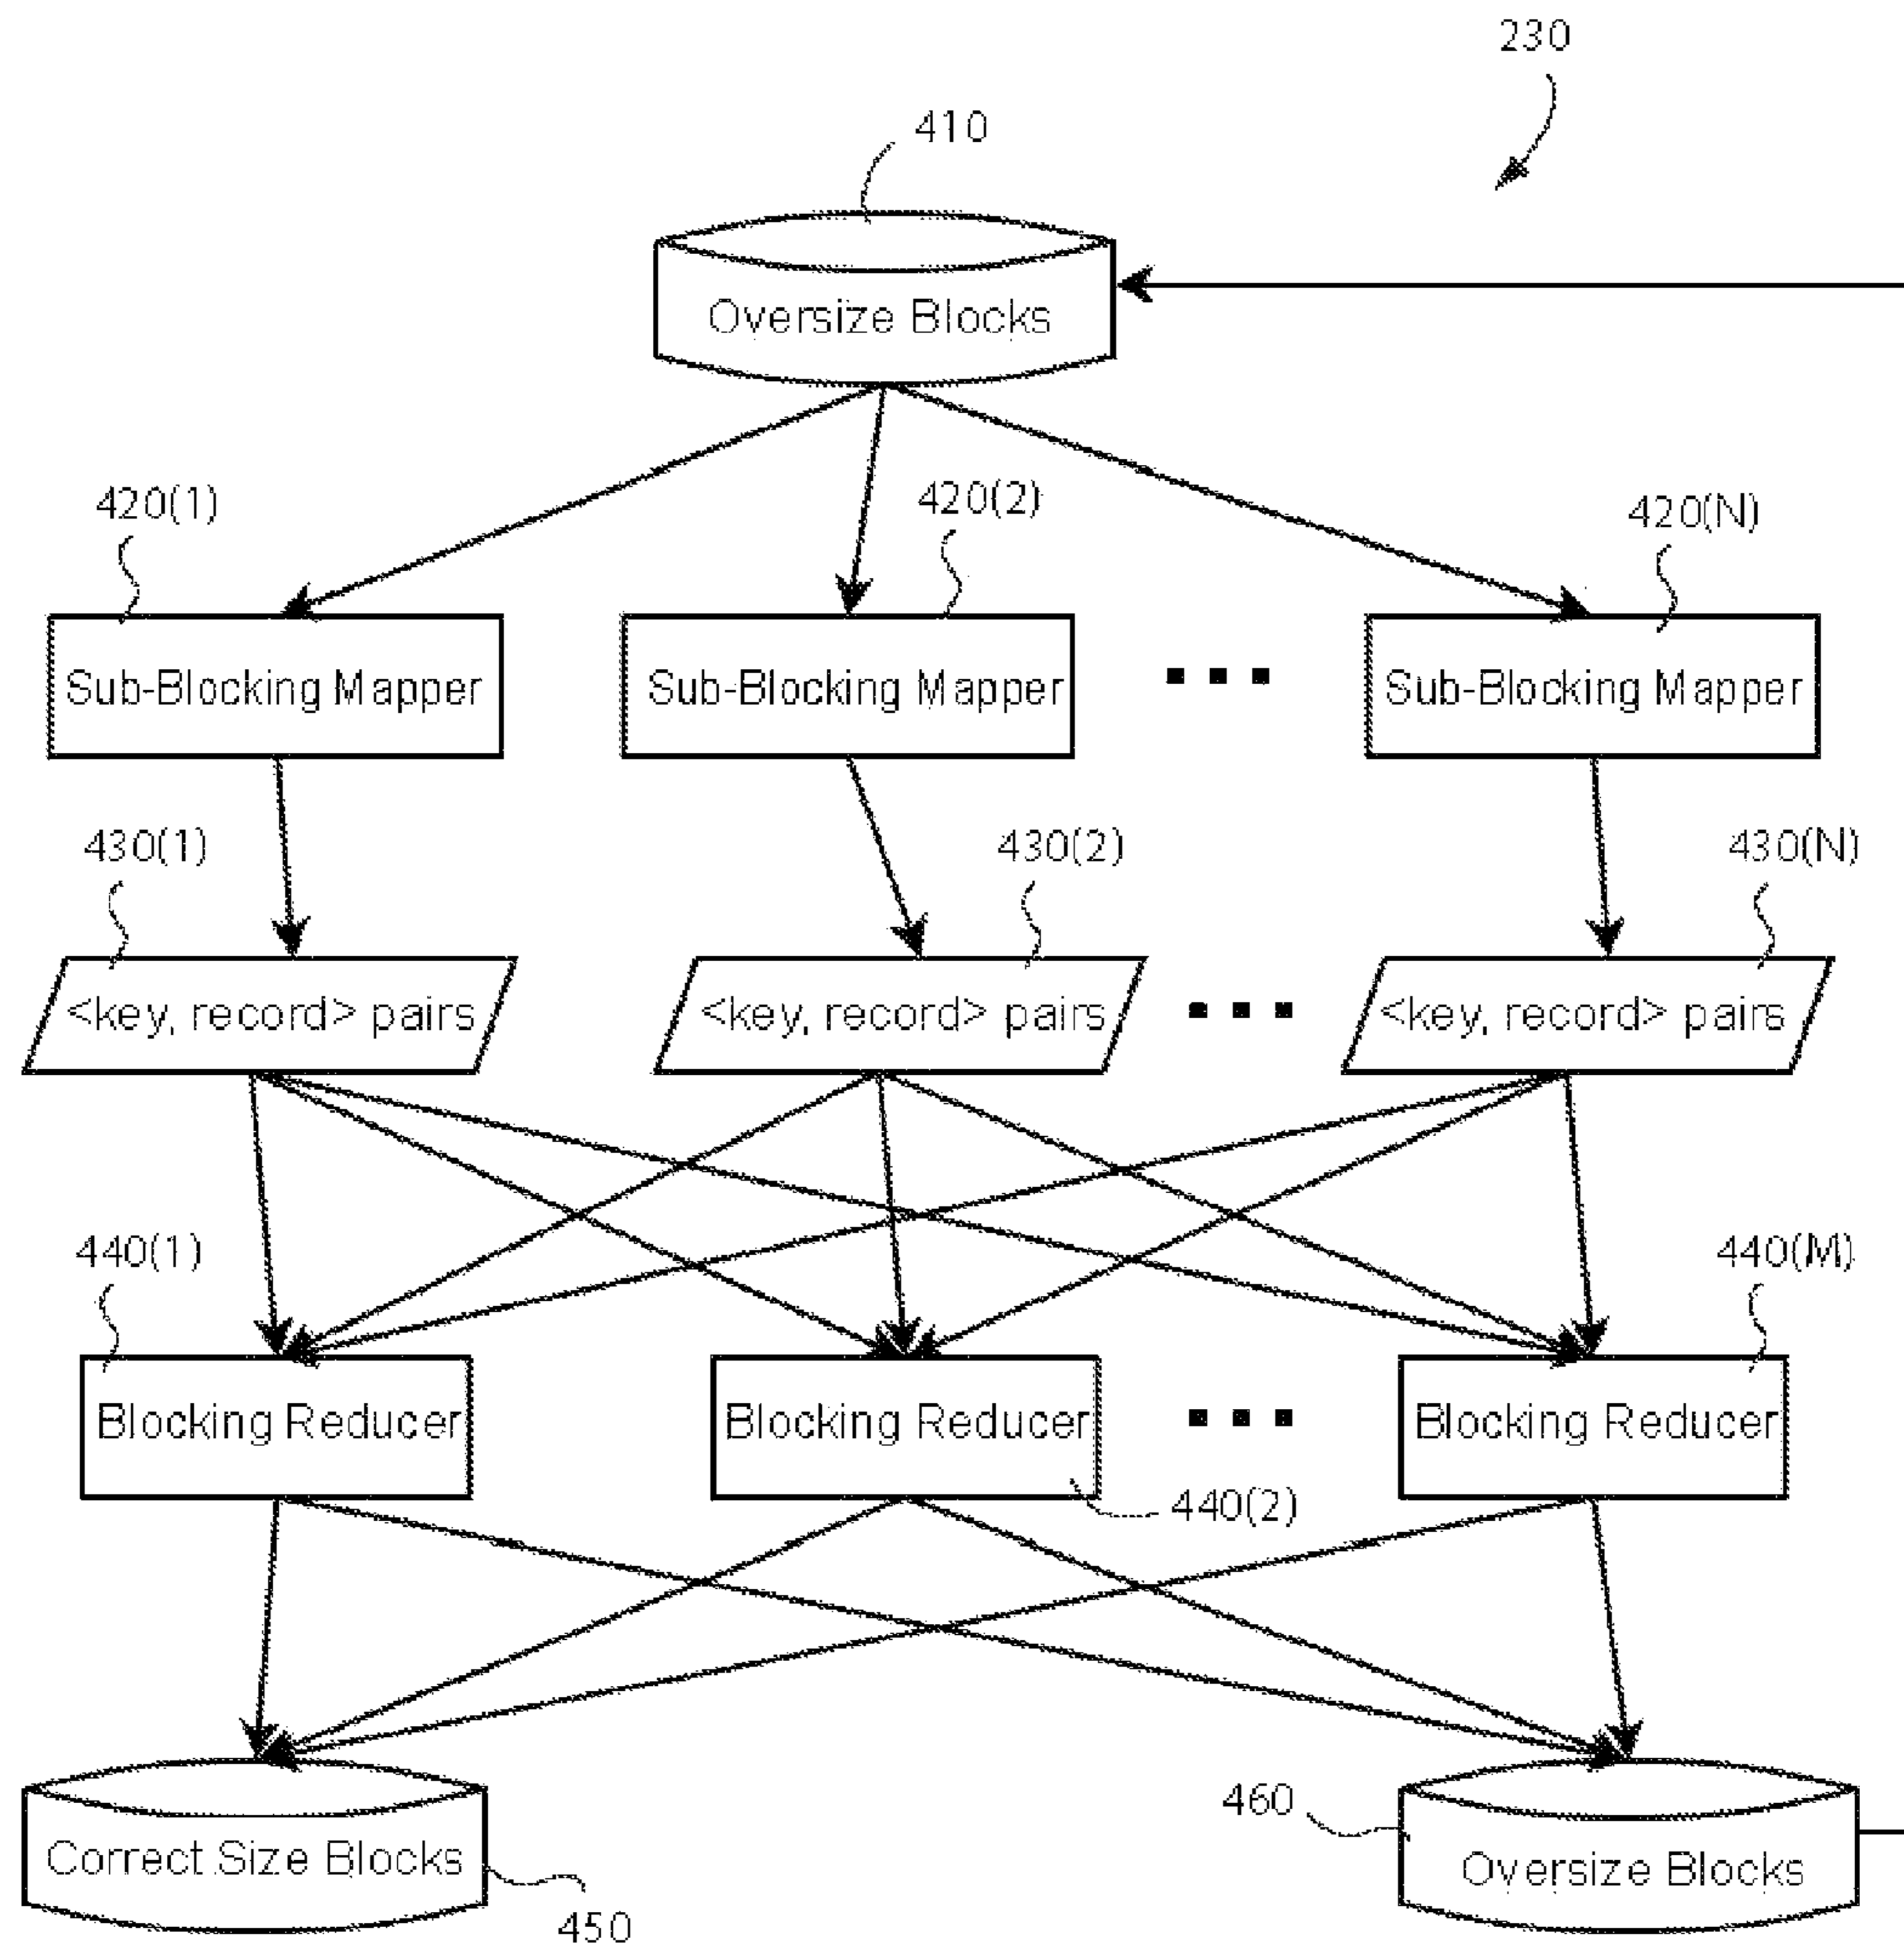 230
410
Oversize Blocks
420(1)
420(2)
420(N)
Sub-Blocking Mapper
Sub-Blocking Mapper
Sub-Blocking Mapper
430(1)
430(2)
430(N)
<key, record> pairs
<key, record> pairs
<key, record> pairs
440(1)
440(M)
Blocking Reducer
Blocking Reducer
Blocking Reducer
440(2)
460
Correct Size Blocks
Oversize Blocks
450